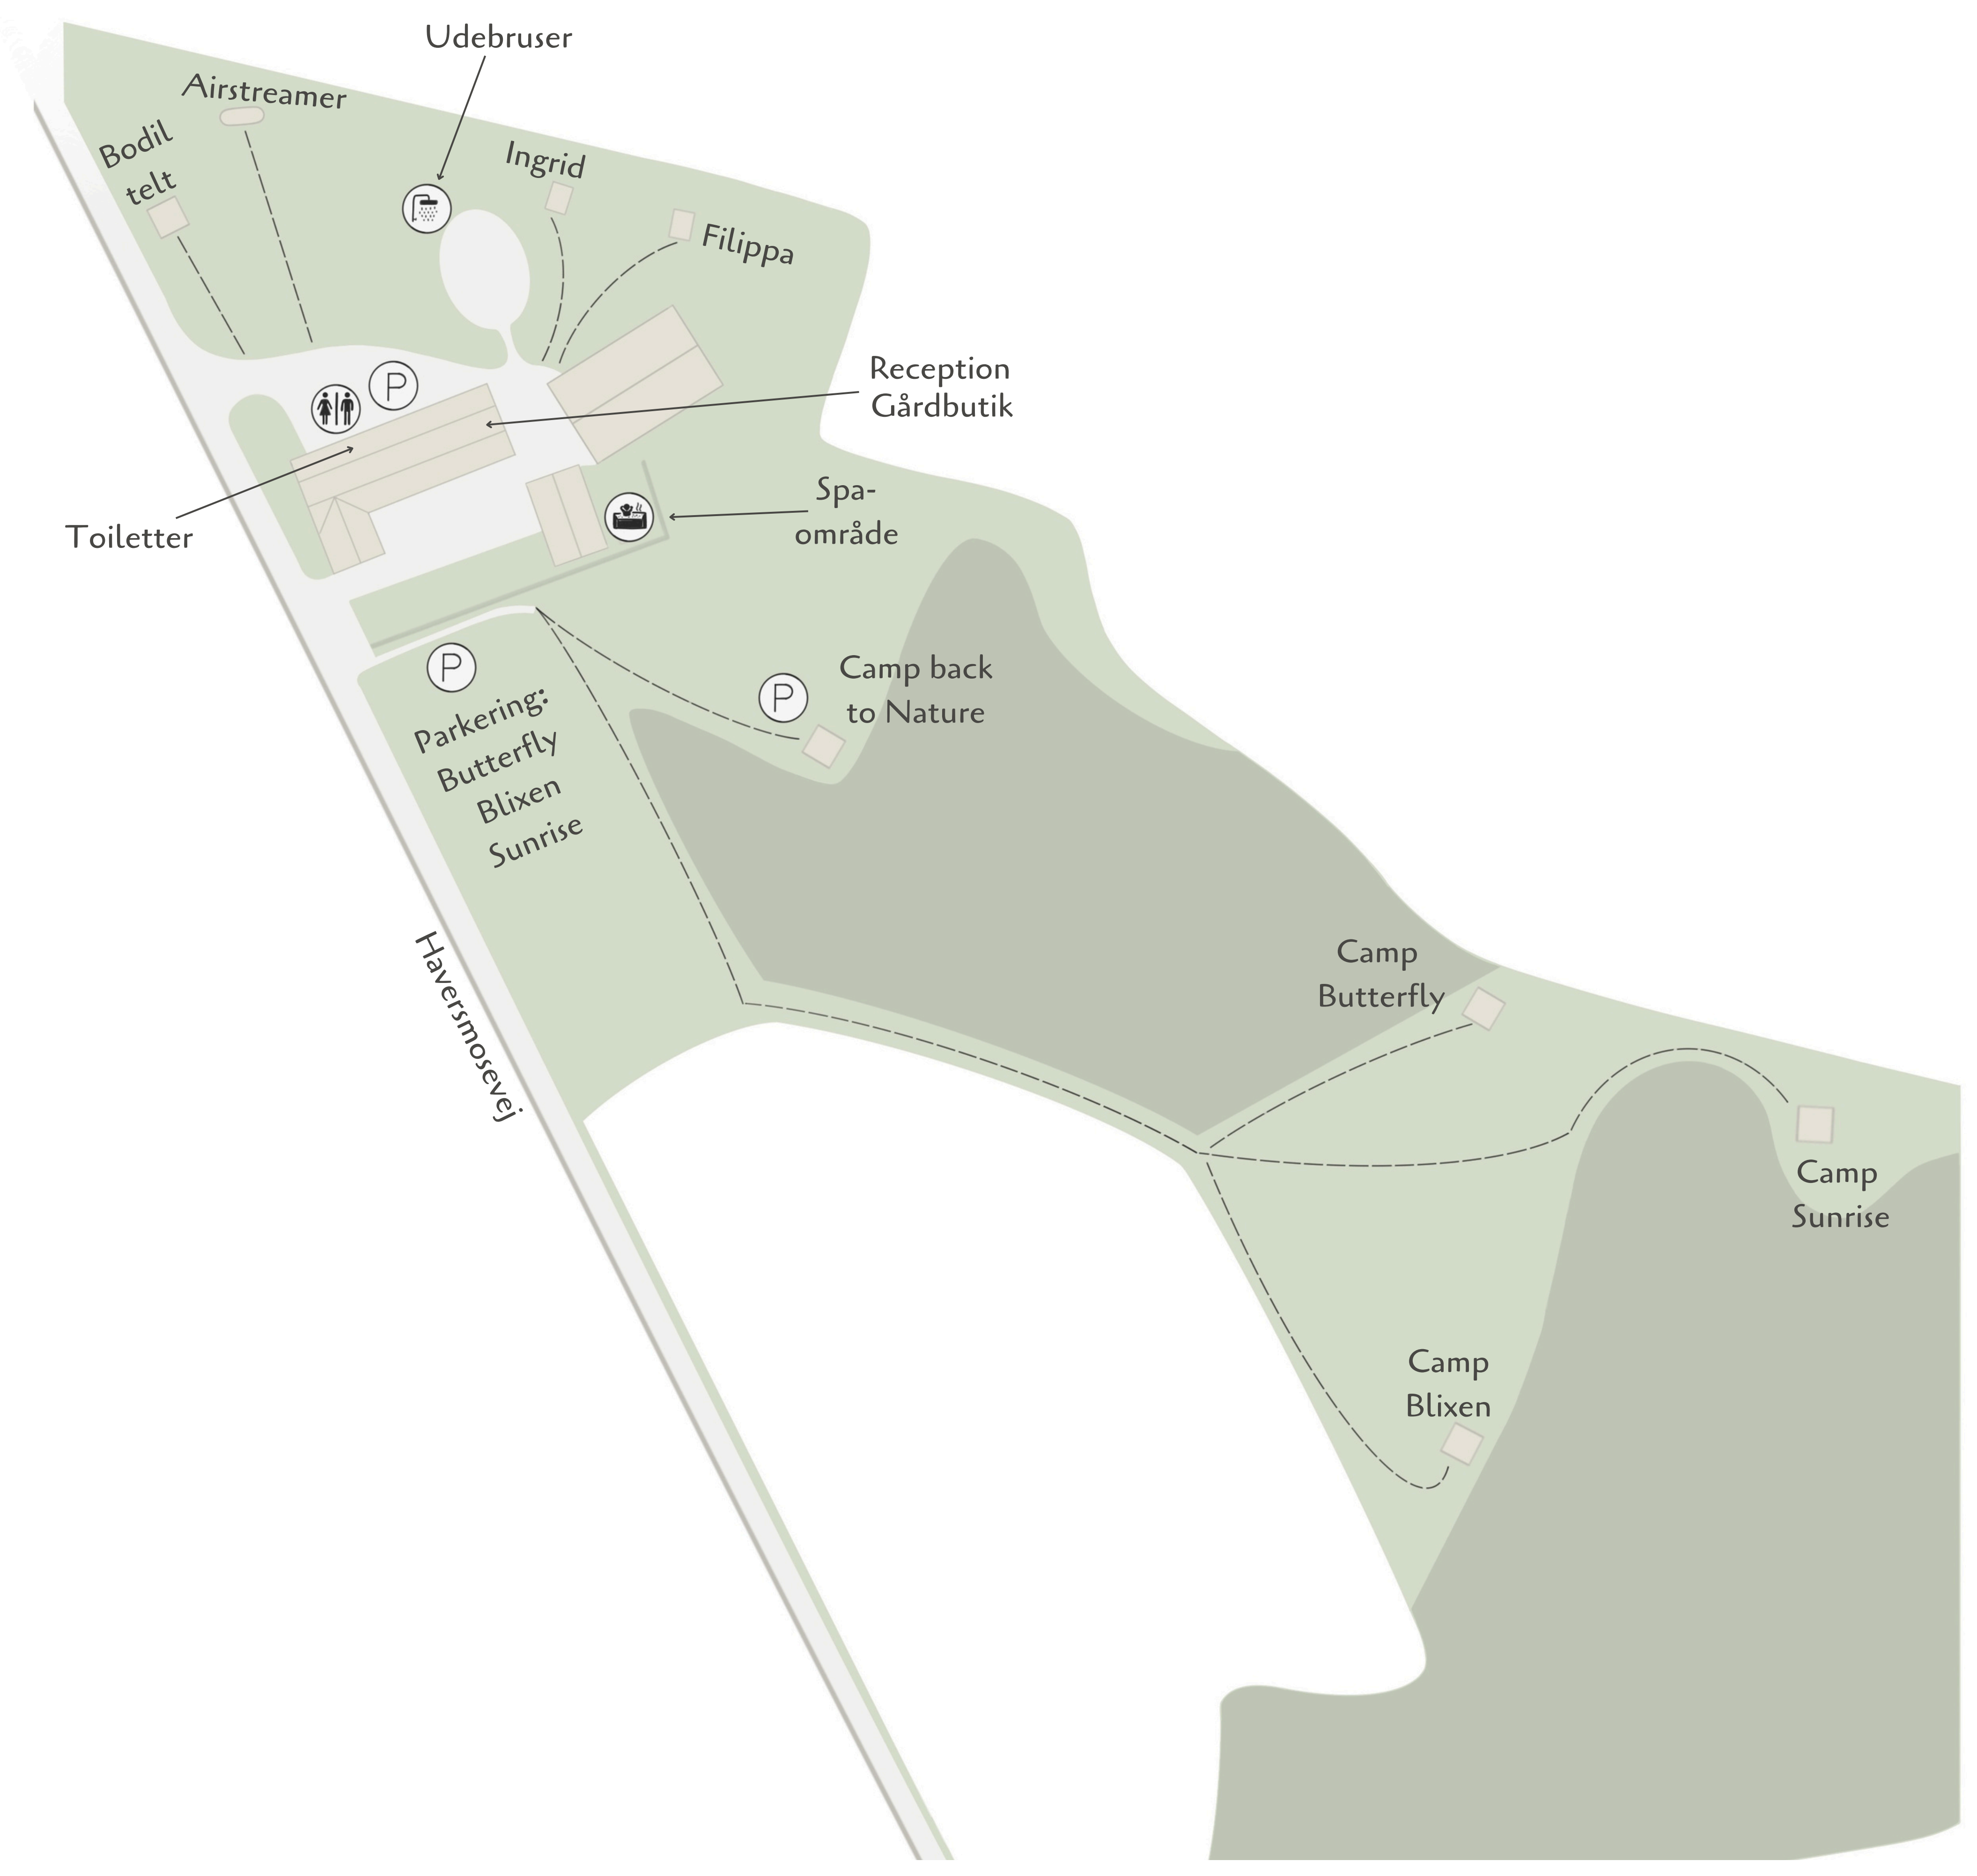 Udebruser
Airstreamer
Bodil
telt
Ingrid
Filippa
P
Reception
Gårdbutik
Toiletter
Spa-
område
P
Parkering:
Butterfly
Blixen
Sunrise
P
Camp back
to Nature
Haversmosevej
Camp
Butterfly
Camp
Sunrise
Camp
Blixen